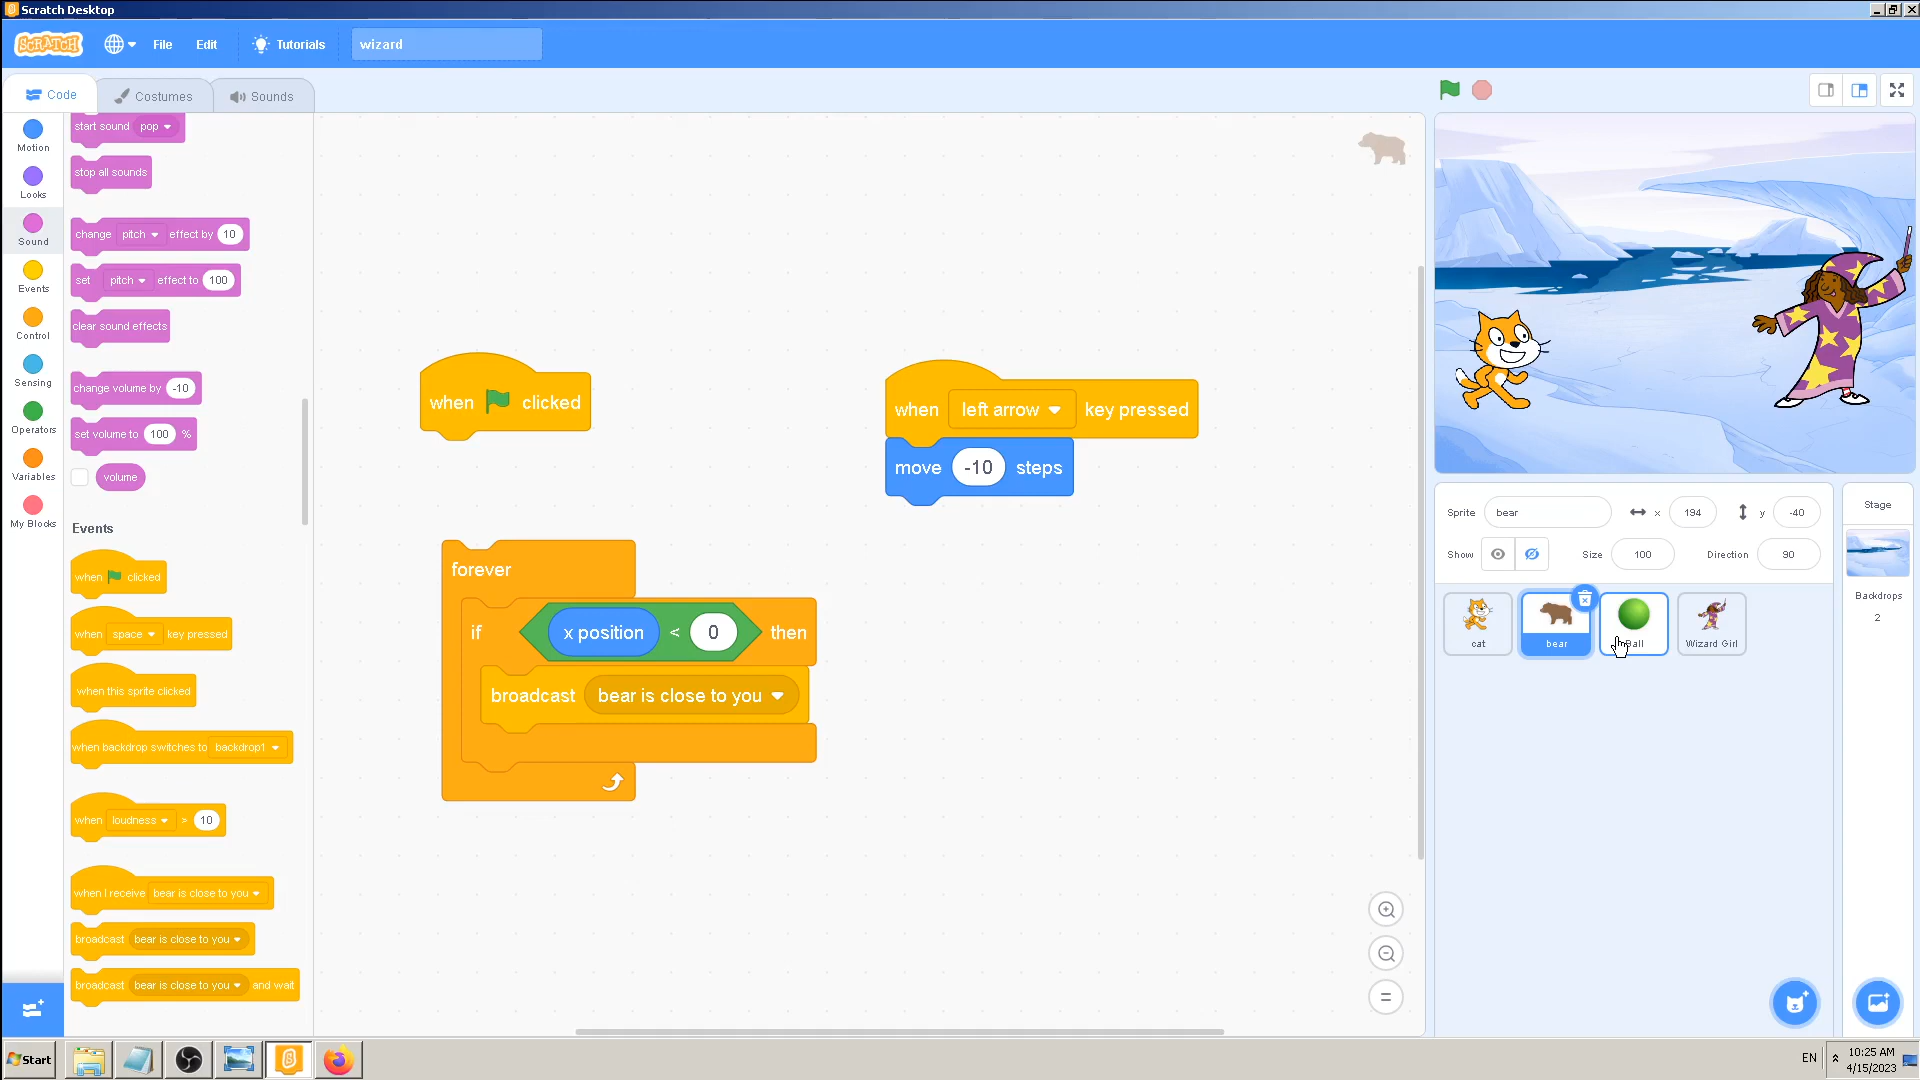 Scratch Desktop
SCRATCH
File
Edit
Tutorials
wizard
Code
Costumes
Sounds
Motion
Looks
Sound
Events
Control
Sensing
Operators
Variables
My Blocks
start sound pop
stop all sounds
change pitch effect by 10
set pitch effect to 100
clear sound effects
change volume by -10
set volume to 100 %
volume
Events
when clicked
when space key pressed
when this sprite clicked
when backdrop switches to backdrop1
when loudness > 10
when I receive bear is close to you
broadcast bear is close to you
broadcast bear is close to you and wait
when clicked
when left arrow key pressed
move -10 steps
forever
if x position < 0 then
broadcast bear is close to you
Sprite bear x 194 y -40
Show Size 100 Direction 90
cat
bear
Ball
Wizard Girl
Stage
Backdrops
2
Start
EN
10:25 AM
4/15/2023